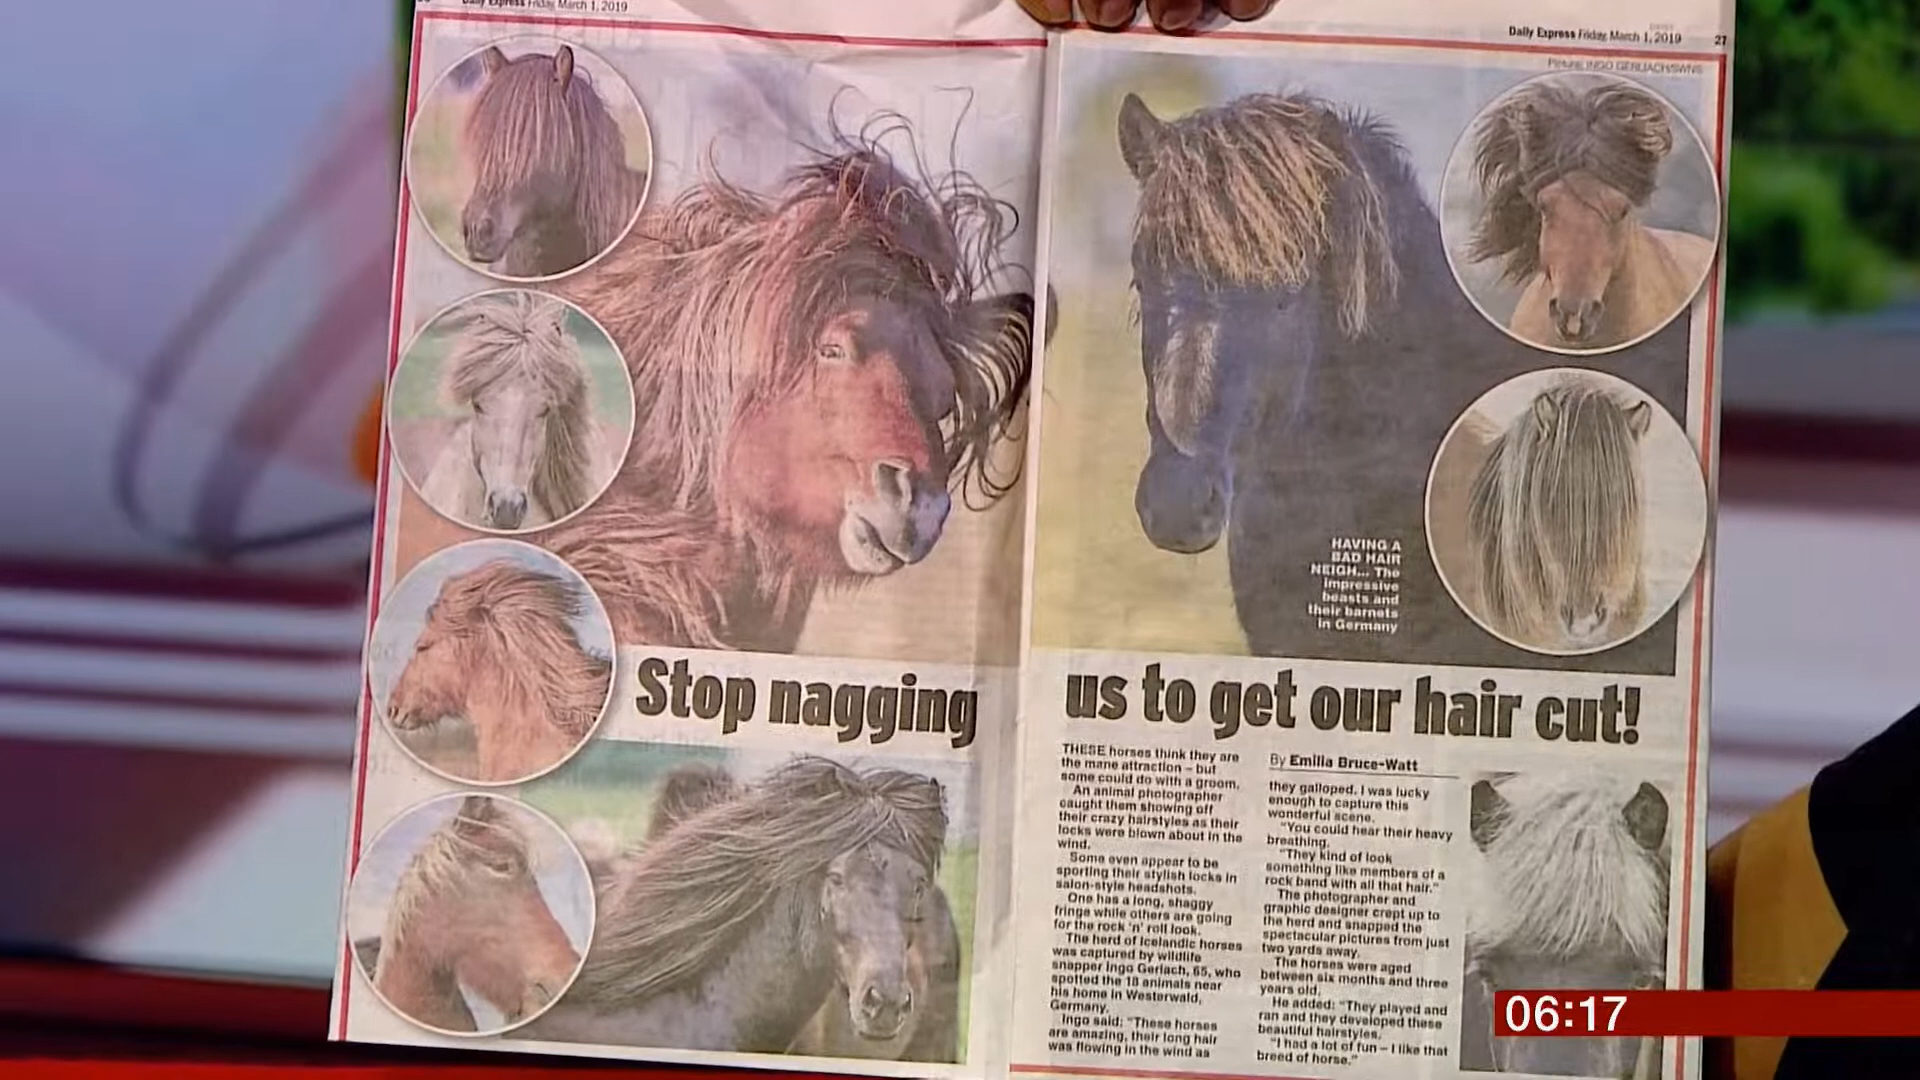 Daily Express Friday, March 1, 2019
Daily Express Friday, March 1, 2019 27
Picture: INGO GERLACH/SWNS
HAVING A
BAD HAIR
NEIGH... The
impressive
beasts and
their barnets
in Germany
Stop nagging us to get our hair cut!
THESE horses think they are
the mane attraction – but
some could do with a groom.
An animal photographer
caught them showing off
their crazy hairstyles as their
locks were blown about in the
wind.
Some even appear to be
sporting their stylish locks in
salon-style headshots.
One has a long, shaggy
fringe while others are going
for the rock 'n' roll look.
The herd of Icelandic horses
was captured by wildlife
snapper Ingo Gerlach, 65, who
spotted the 18 animals near
his home in Westerwald,
Germany.
Ingo said: "These horses
are amazing, their long hair
was flowing in the wind as
By Emilia Bruce-Watt
they galloped. I was lucky
enough to capture this
wonderful scene.
"You could hear their heavy
breathing.
"They kind of look
something like members of a
rock band with all that hair."
The photographer and
graphic designer crept up to
the herd and snapped the
spectacular pictures from just
two yards away.
The horses were aged
between six months and three
years old.
He added: "They played and
ran and they developed these
beautiful hairstyles.
"I had a lot of fun – I like that
breed of horse."
06:17